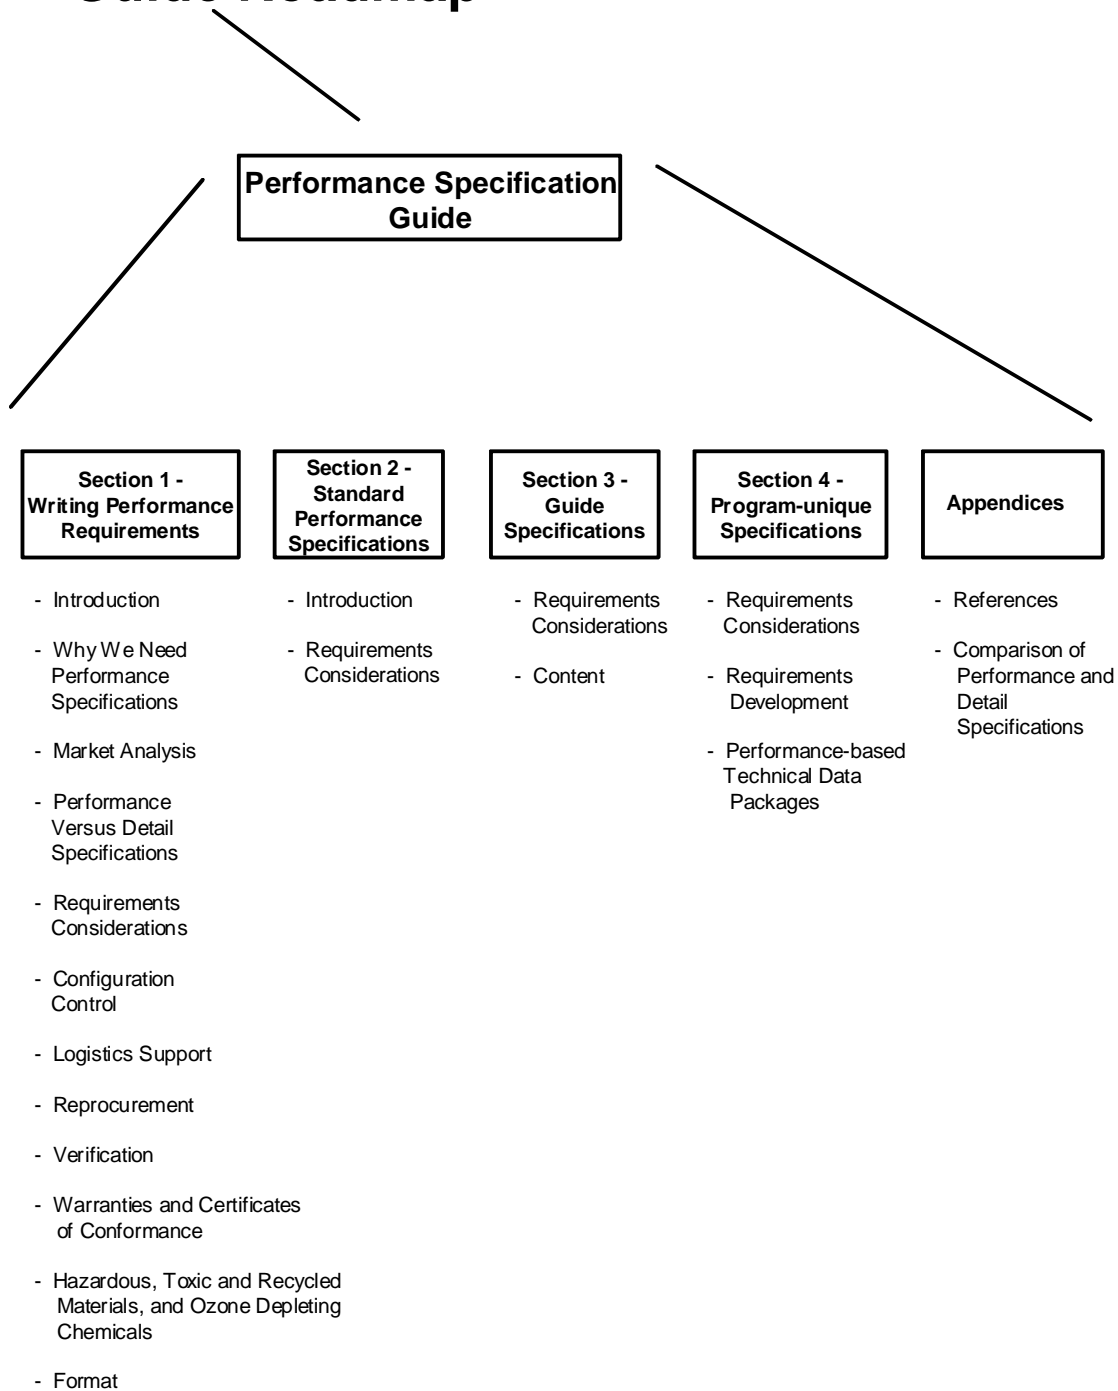 Guide Roadmap
Performance Specification
Guide
Section 1 -
Writing Performance
Requirements
- Introduction
- Why We Need
Performance
Specifications
- Market Analysis
- Performance
Versus Detail
Specifications
- Requirements
Considerations
- Configuration
Control
- Logistics Support
- Reprocurement
- Verification
- Warranties and Certificates
of Conformance
- Hazardous, Toxic and Recycled
Materials, and Ozone Depleting
Chemicals
- Format
Section 2 -
Standard
Performance
Specifications
- Introduction
- Requirements
Considerations
Section 3 -
Guide
Specifications
- Requirements
Considerations
- Content
Section 4 -
Program-unique
Specifications
- Requirements
Considerations
- Requirements
Development
- Performance-based
Technical Data
Packages
Appendices
- References
- Comparison of
Performance and
Detail
Specifications